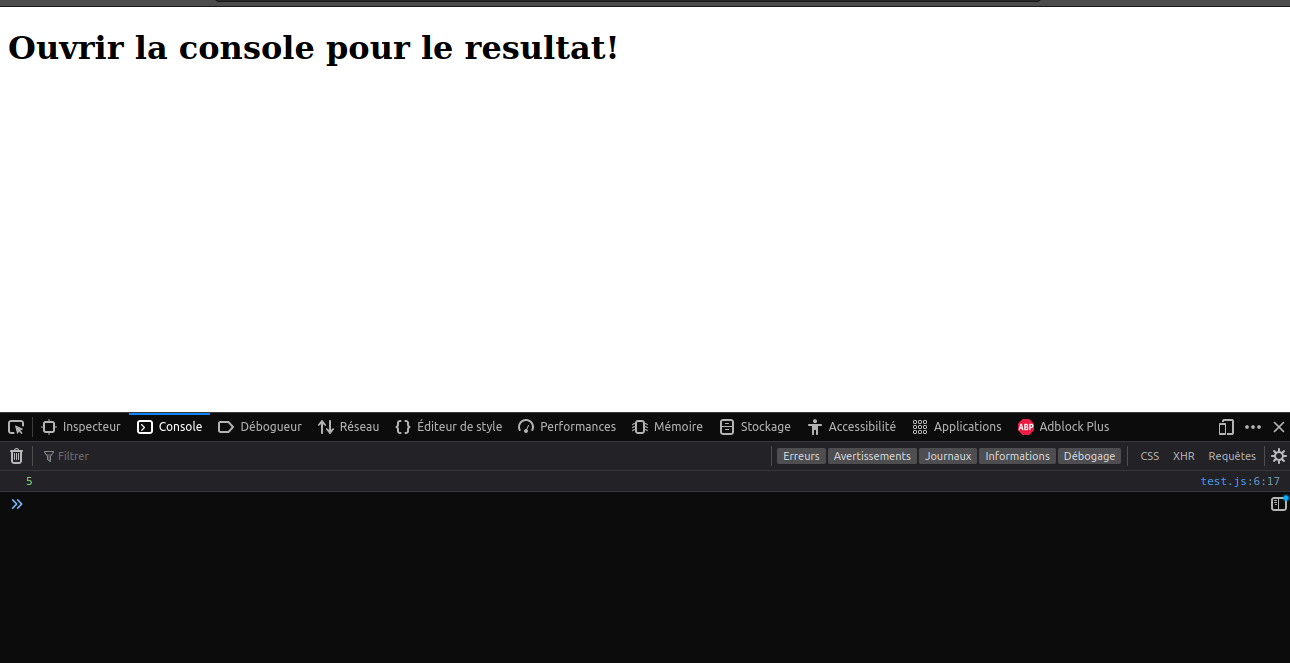 Ouvrir la console pour le resultat!
Inspecteur Console Débogueur Réseau Éditeur de style Performances Mémoire Stockage Accessibilité Applications ABP Adblock Plus
Filtrer Erreurs Avertissements Journaux Informations Débogage CSS XHR Requêtes
5 test.js:6:17